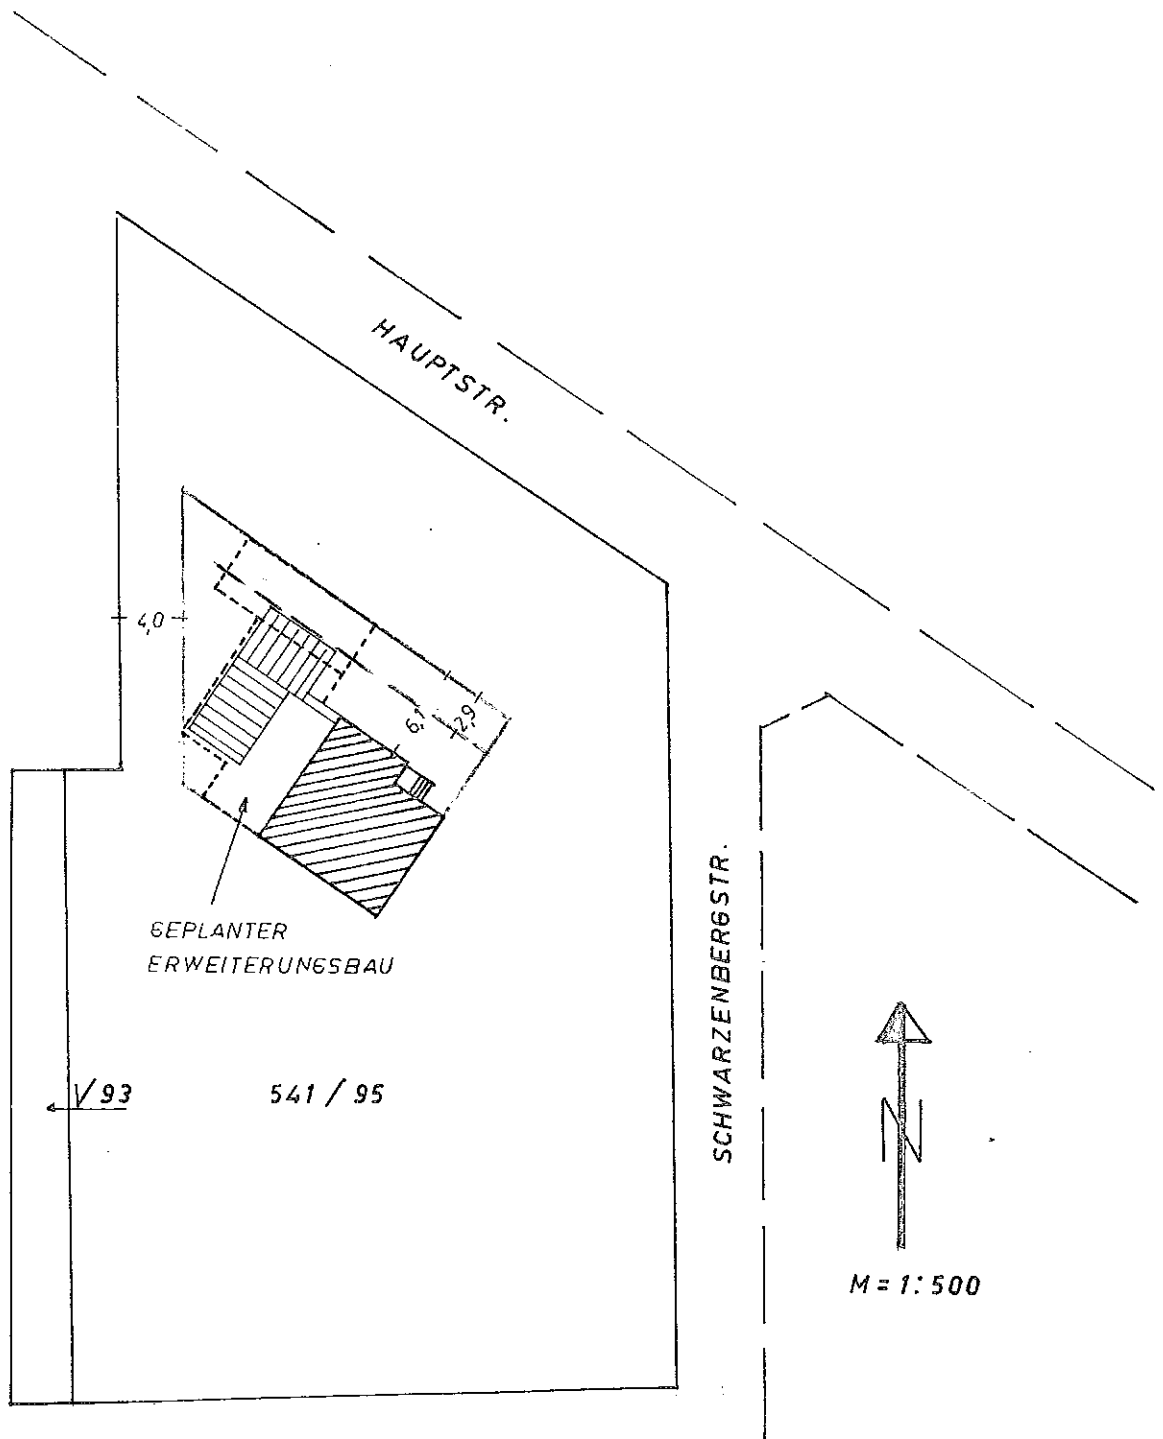 HAUPTSTR.
4,0
6,1
2,9
GEPLANTER
ERWEITERUNGSBAU
SCHWARZENBERGSTR.
V93
541 / 95
N
M = 1:500